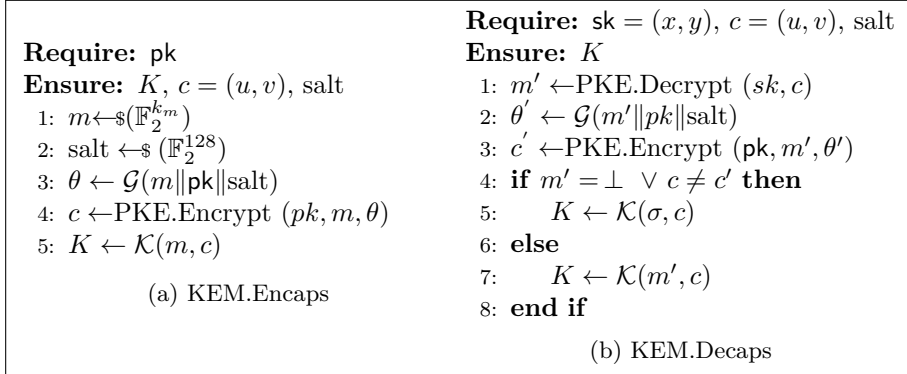 Require: pk
Ensure: K, c = (u, v), salt
1: m ←$ (𝔽₂^{k_m})
2: salt ←$ (𝔽₂^{128})
3: θ ← 𝒢(m‖pk‖salt)
4: c ←PKE.Encrypt (pk, m, θ)
5: K ← 𝒦(m, c)
(a) KEM.Encaps
Require: sk = (x, y), c = (u, v), salt
Ensure: K
1: m′ ←PKE.Decrypt (sk, c)
2: θ′ ← 𝒢(m′‖pk‖salt)
3: c′ ←PKE.Encrypt (pk, m′, θ′)
4: if m′ = ⊥ ∨ c ≠ c′ then
5: K ← 𝒦(σ, c)
6: else
7: K ← 𝒦(m′, c)
8: end if
(b) KEM.Decaps